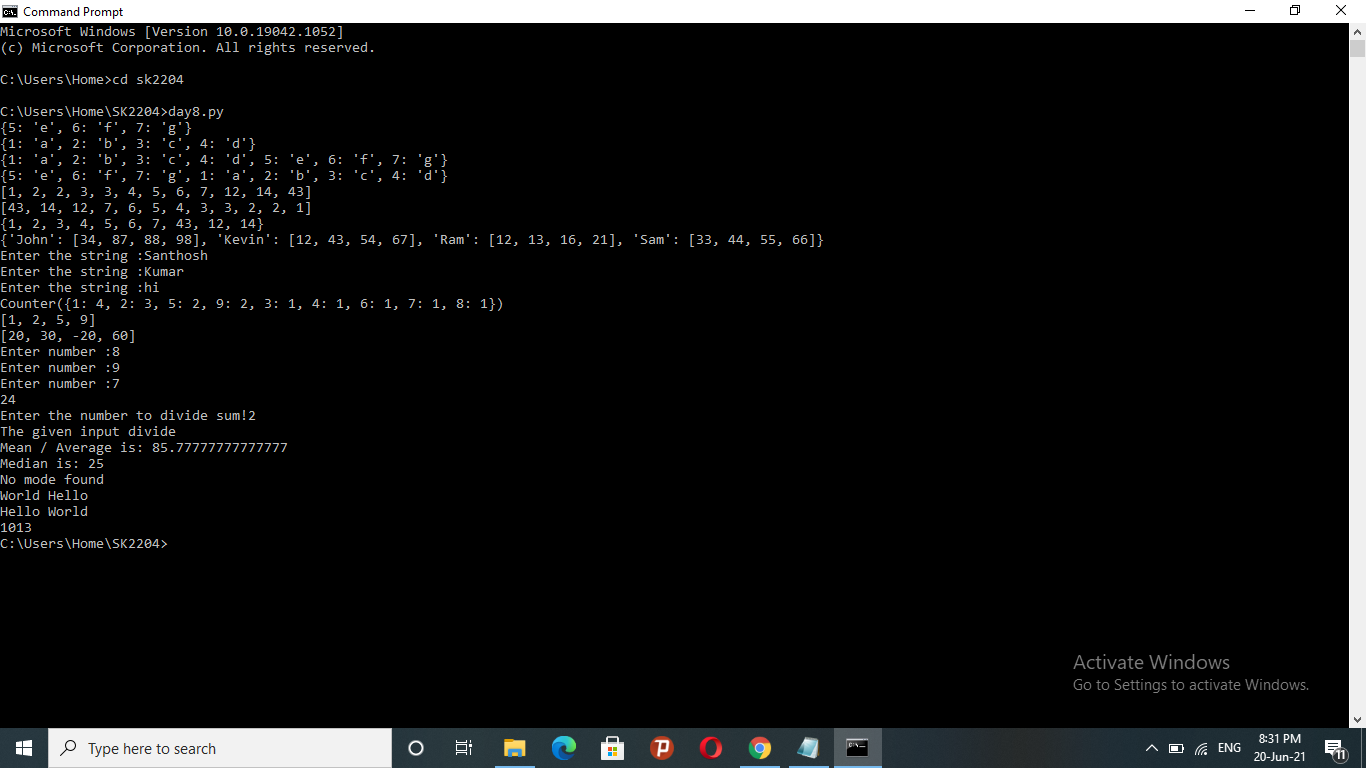 Command Prompt
Microsoft Windows [Version 10.0.19042.1052]
(c) Microsoft Corporation. All rights reserved.
C:\Users\Home>cd sk2204
C:\Users\Home\SK2204>day8.py
{5: 'e', 6: 'f', 7: 'g'}
{1: 'a', 2: 'b', 3: 'c', 4: 'd'}
{1: 'a', 2: 'b', 3: 'c', 4: 'd', 5: 'e', 6: 'f', 7: 'g'}
{5: 'e', 6: 'f', 7: 'g', 1: 'a', 2: 'b', 3: 'c', 4: 'd'}
[1, 2, 2, 3, 3, 4, 5, 6, 7, 12, 14, 43]
[43, 14, 12, 7, 6, 5, 4, 3, 3, 2, 2, 1]
{1, 2, 3, 4, 5, 6, 7, 43, 12, 14}
{'John': [34, 87, 88, 98], 'Kevin': [12, 43, 54, 67], 'Ram': [12, 13, 16, 21], 'Sam': [33, 44, 55, 66]}
Enter the string :Santhosh
Enter the string :Kumar
Enter the string :hi
Counter({1: 4, 2: 3, 5: 2, 9: 2, 3: 1, 4: 1, 6: 1, 7: 1, 8: 1})
[1, 2, 5, 9]
[20, 30, -20, 60]
Enter number :8
Enter number :9
Enter number :7
24
Enter the number to divide sum!2
The given input divide
Mean / Average is: 85.77777777777777
Median is: 25
No mode found
World Hello
Hello World
1013
C:\Users\Home\SK2204>
Activate Windows
Go to Settings to activate Windows.
Type here to search
ENG
8:31 PM
20-Jun-21
11